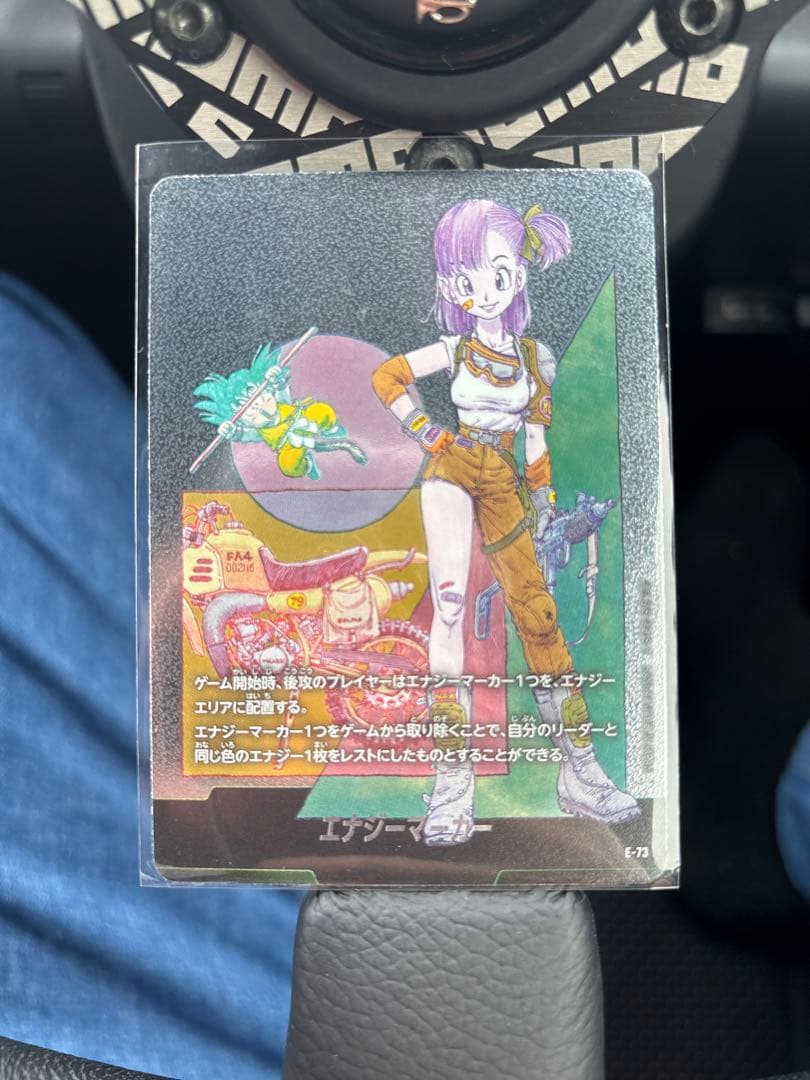 FA4
002116
79
ゲーム開始時、後攻のプレイヤーはエナジーマーカー1つを、エナジー
エリアに配置する。
エナジーマーカー1つをゲームから取り除くことで、自分のリーダーと
同じ色のエナジー1枚をレストにしたものとすることができる。
エナジーマーカー
E-73